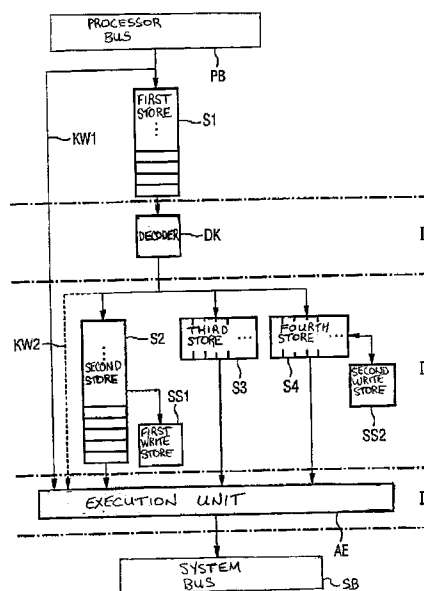 PROCESSOR
BUS
PB
FIRST
STORE
S1
KW1
DECODER
DK
I
KW2
S2
SECOND
STORE
THIRD
STORE
S3
FOURTH
STORE
S4
FIRST
WRITE
STORE
SS1
SECOND
WRITE
STORE
SS2
I
EXECUTION UNIT
I
AE
SYSTEM
BUS
SB